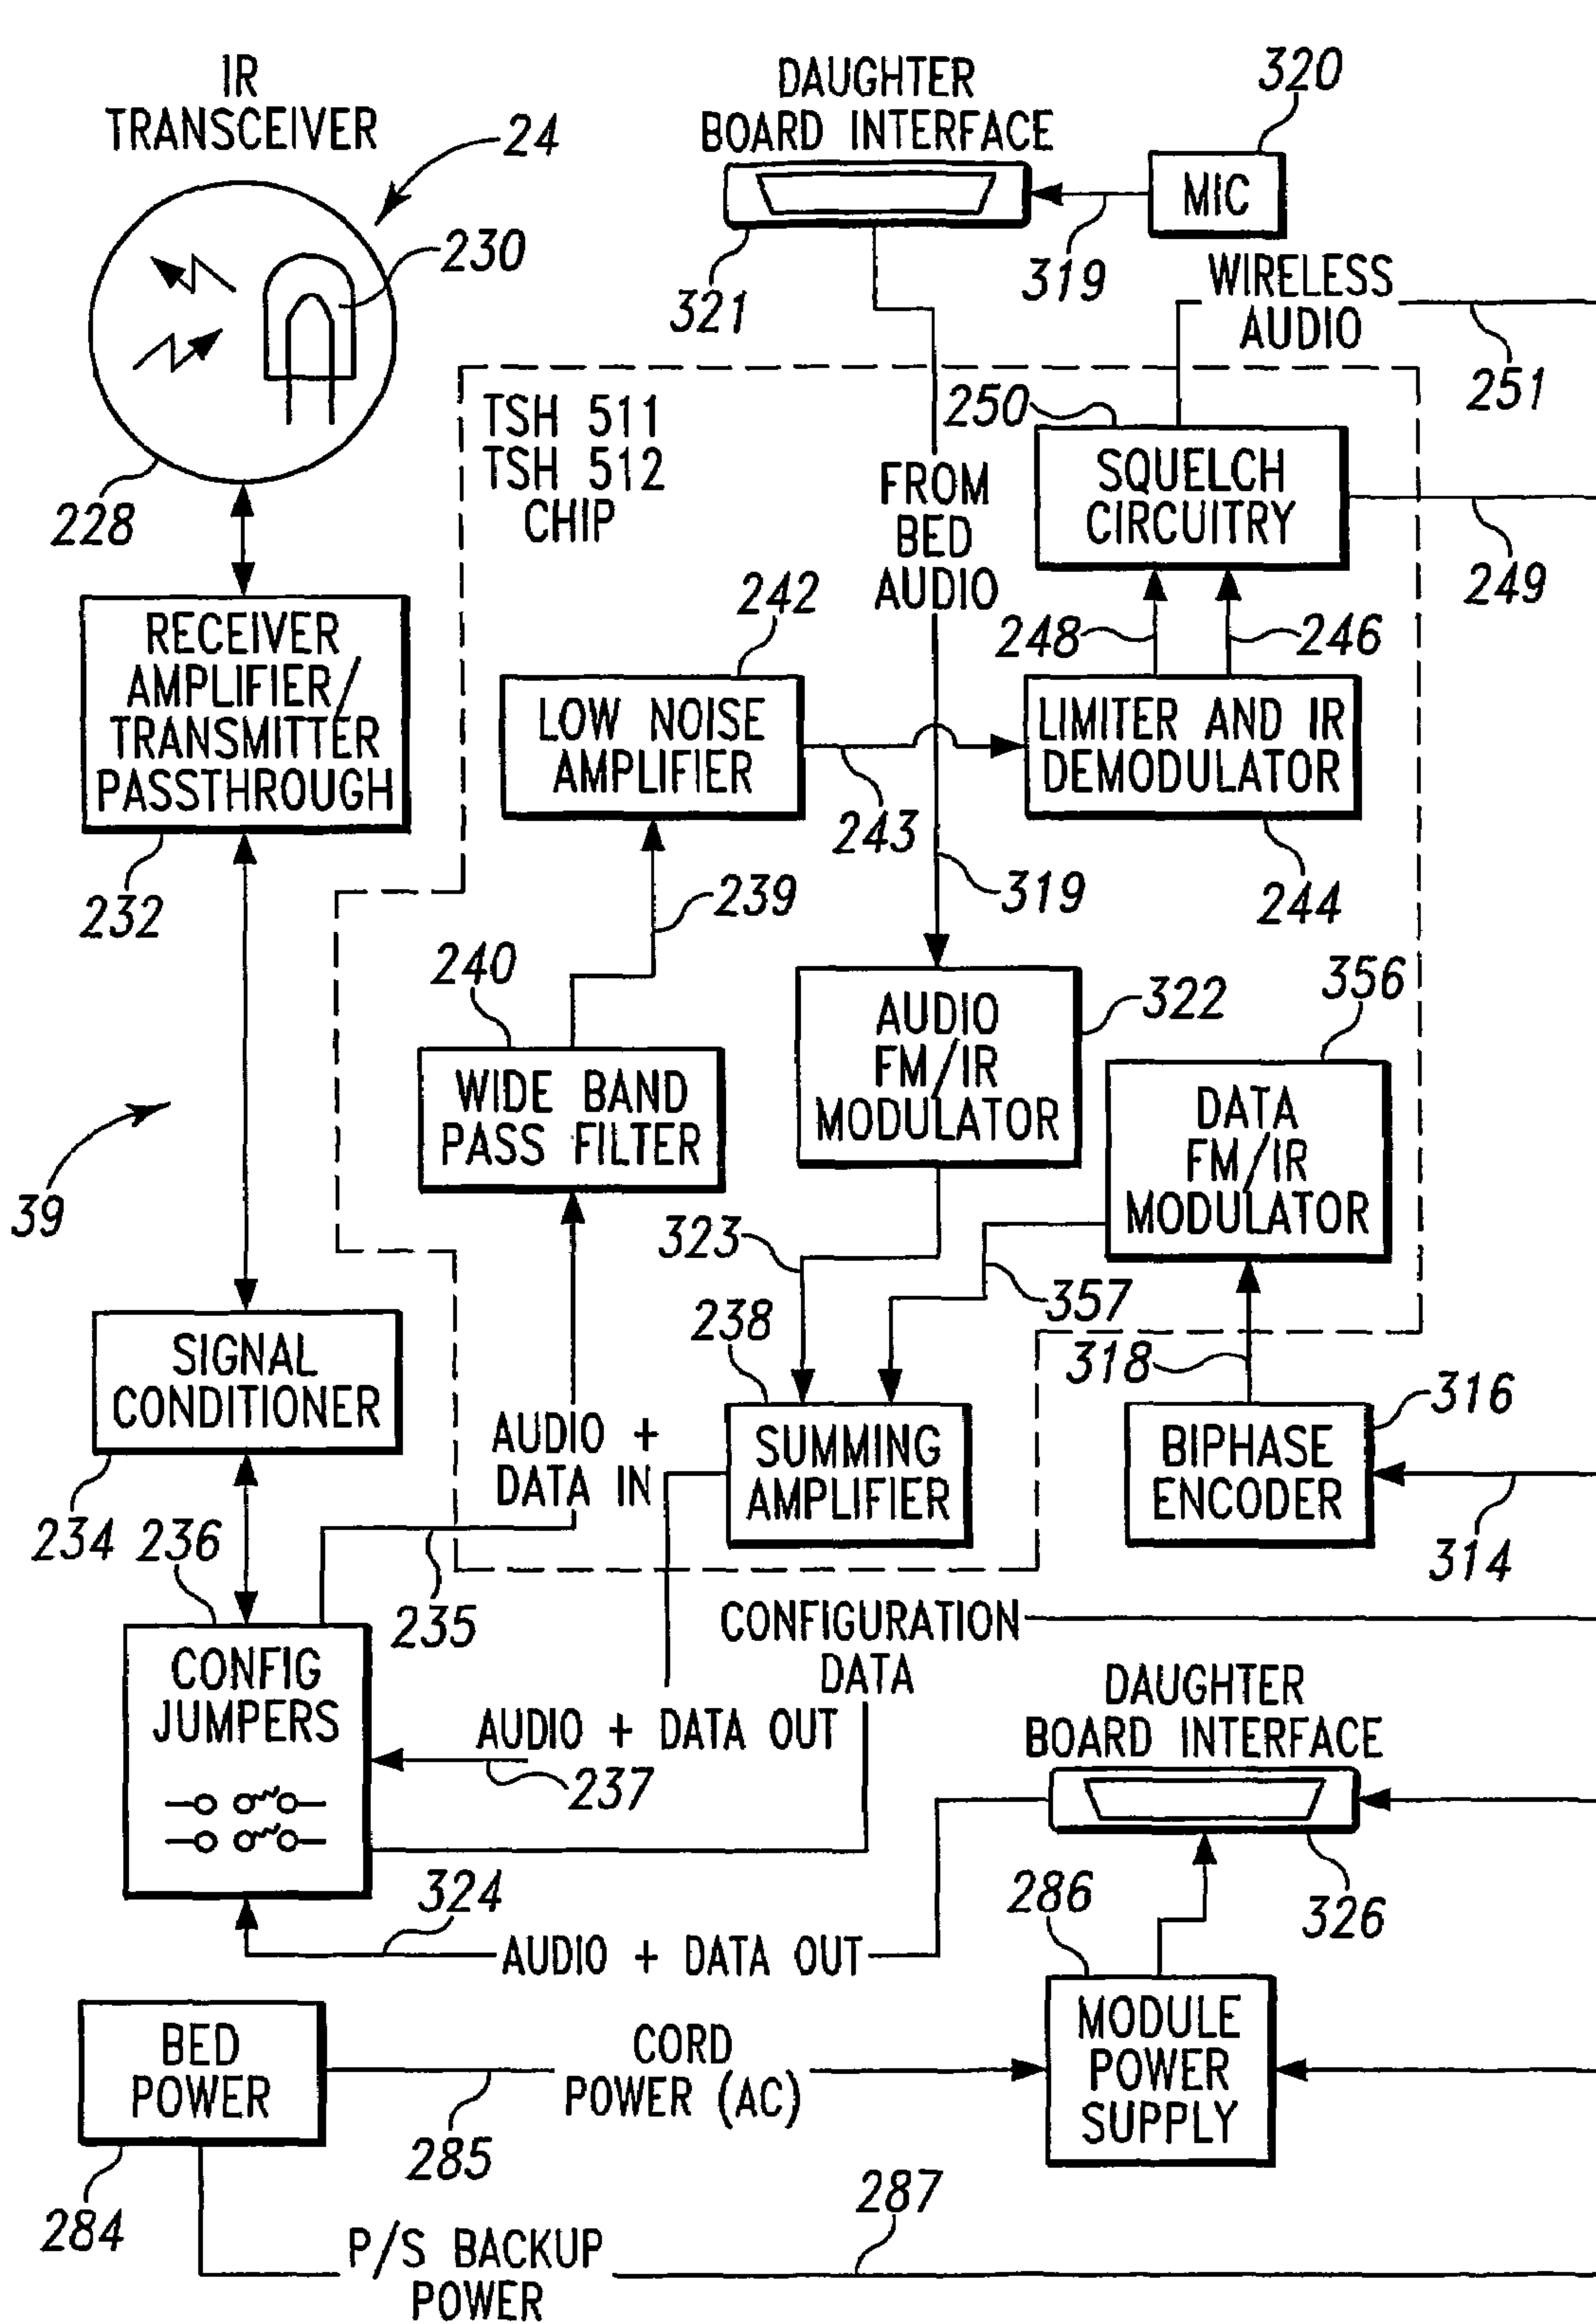 IR
TRANSCEIVER
24
230
228
DAUGHTER
BOARD INTERFACE
321
319
320
MIC
WIRELESS
AUDIO
251
TSH 511
TSH 512
CHIP
FROM
BED
AUDIO
250
SQUELCH
CIRCUITRY
249
248
246
RECEIVER
AMPLIFIER/
TRANSMITTER
PASSTHROUGH
232
242
LOW NOISE
AMPLIFIER
243
LIMITER AND IR
DEMODULATOR
244
239
319
240
WIDE BAND
PASS FILTER
AUDIO
FM/IR
MODULATOR
322
356
DATA
FM/IR
MODULATOR
39
323
357
238
318
SIGNAL
CONDITIONER
234
AUDIO +
DATA IN
SUMMING
AMPLIFIER
BIPHASE
ENCODER
316
314
236
235
CONFIG
JUMPERS
CONFIGURATION
DATA
AUDIO + DATA OUT
237
DAUGHTER
BOARD INTERFACE
326
324
AUDIO + DATA OUT
286
MODULE
POWER
SUPPLY
BED
POWER
284
CORD
POWER (AC)
285
287
P/S BACKUP
POWER